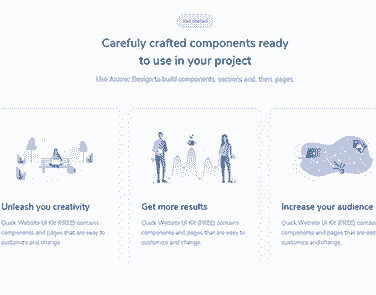 Get started
Carefuly crafted components ready
to use in your project
Use Atomic Design to build components, sections and, then, pages.
Unleash you creativity
Quick Website UI Kit (FREE) contains
components and pages that are easy to
customize and change.
Get more results
Quick Website UI Kit (FREE) contains
components and pages that are easy to
customize and change.
Increase your audience
Quick Website UI Kit (FREE) contains
components and pages that are easy to
customize and change.